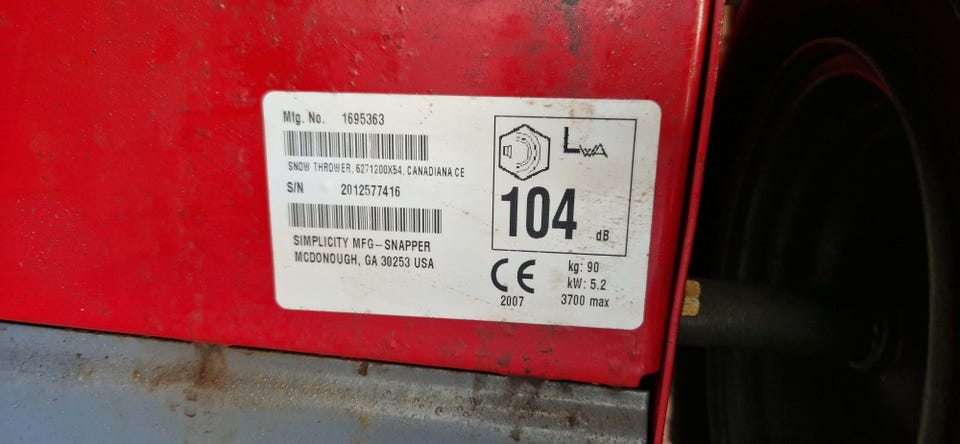 Mfg. No. 1695363
SNOW THROWER, 6271200X54, CANADIANA CE
S/N 2012577416
SIMPLICITY MFG-SNAPPER
MCDONOUGH, GA 30253 USA
LWA
104 dB
CE
2007
kg: 90
kW: 5.2
3700 max